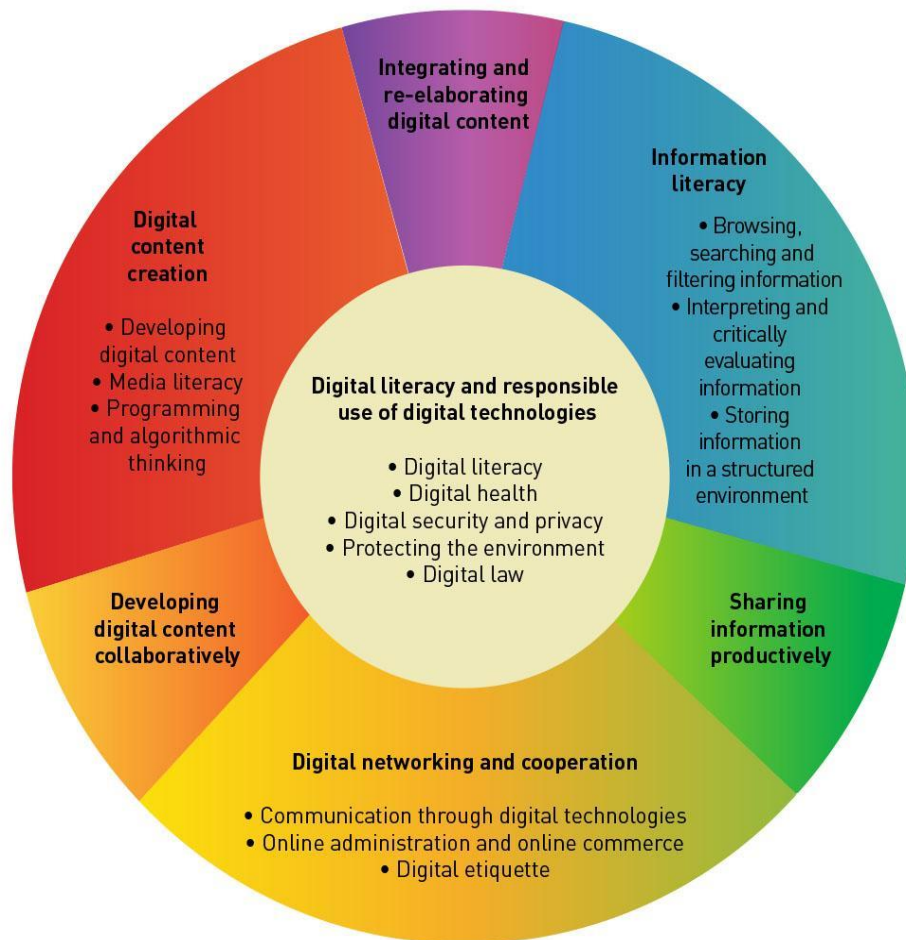 Integrating and
re-elaborating
digital content
Information
literacy
• Browsing,
searching and
filtering information
• Interpreting and
critically
evaluating
information
• Storing
information
in a structured
environment
Digital
content
creation
• Developing
digital content
• Media literacy
• Programming
and algorithmic
thinking
Digital literacy and responsible
use of digital technologies
• Digital literacy
• Digital health
• Digital security and privacy
• Protecting the environment
• Digital law
Developing
digital content
collaboratively
Sharing
information
productively
Digital networking and cooperation
• Communication through digital technologies
• Online administration and online commerce
• Digital etiquette